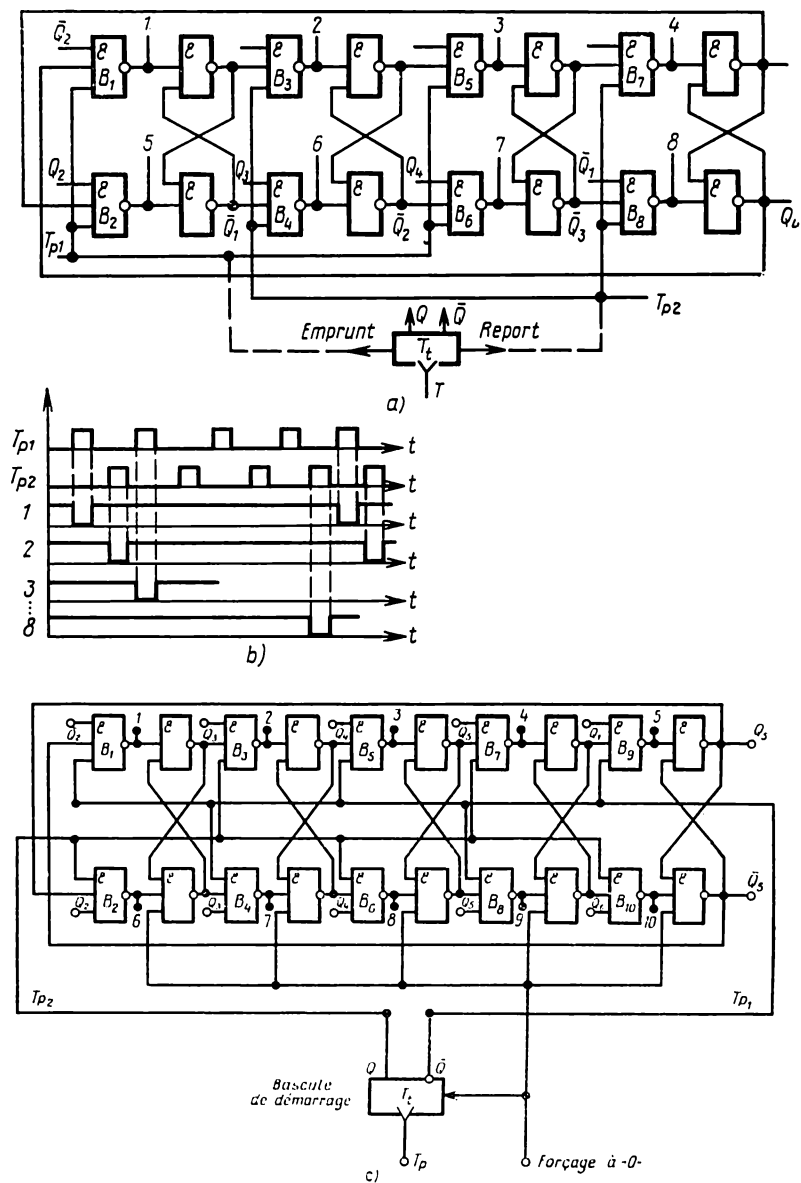 Q̄2 1 2 3 4
ε ε ε ε ε ε ε ε
B1 B3 B5 B7
5 6 7 8
Q2 Q3 Q4 Q̄1
ε ε ε ε ε ε ε ε
B2 B4 B6 B8
Q̄1 Q̄2 Q̄3 Qu
Tp1
Tp2
Q Q̄
Emprunt Report
Tt
T
a)
Tp1 t
Tp2 t
1 t
2 t
3 t
8 t
b)
1 2 3 4 5
ε ε ε ε ε ε ε ε ε ε
Q2 Q3 Q4 Q5 Q1 Q5
B1 B3 B5 B7 B9
ε ε ε ε ε ε ε ε ε ε
B2 B4 B6 B8 B10 Q̄5
Q2 Q3 Q4 Q5 Q1
6 7 8 9 10
Tp2 Tp1
Q Q̄
Bascule
de démarrage
Tt
Tp Forçage à -0-
c)